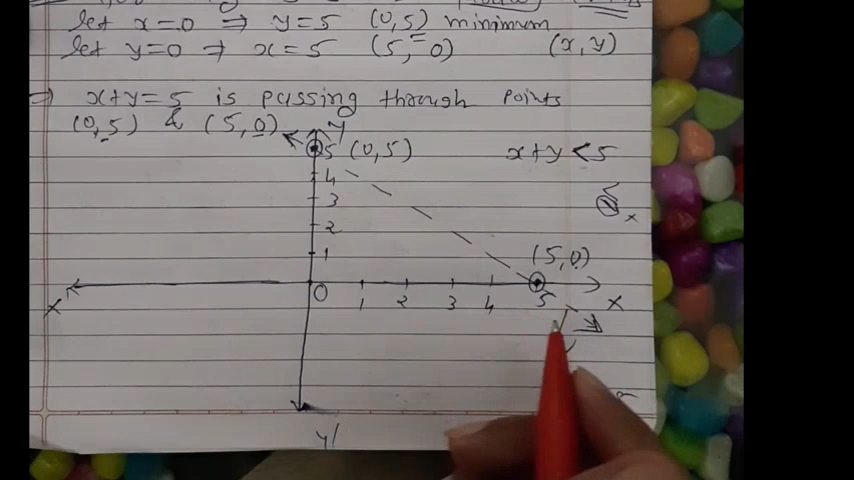 let x=0 ⇒ y=5 (0,5) minimum
let y=0 ⇒ x=5 (5,0) (x,y)
⇒ x+y=5 is passing through points
(0,5) & (5,0)
y
5 (0,5) x+y<5
4
3
2
1
(5,0)
0 1 2 3 4 5 x
x
y'